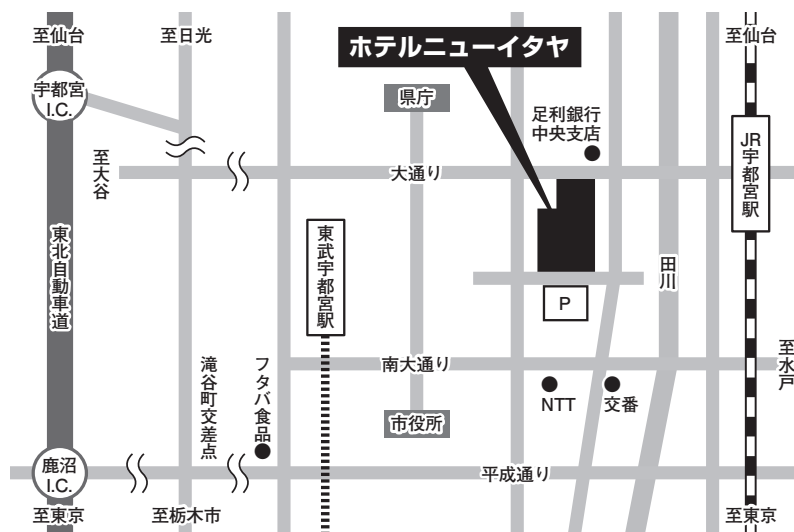 至仙台
至日光
ホテルニューイタヤ
至仙台
宇都宮
I.C.
県庁
足利銀行
中央支店
JR宇都宮駅
至大谷
大通り
東北自動車道
東武宇都宮駅
田川
P
至水戸
滝谷町交差点
フタバ食品
南大通り
NTT
交番
市役所
鹿沼
I.C.
平成通り
至東京
至栃木市
至東京